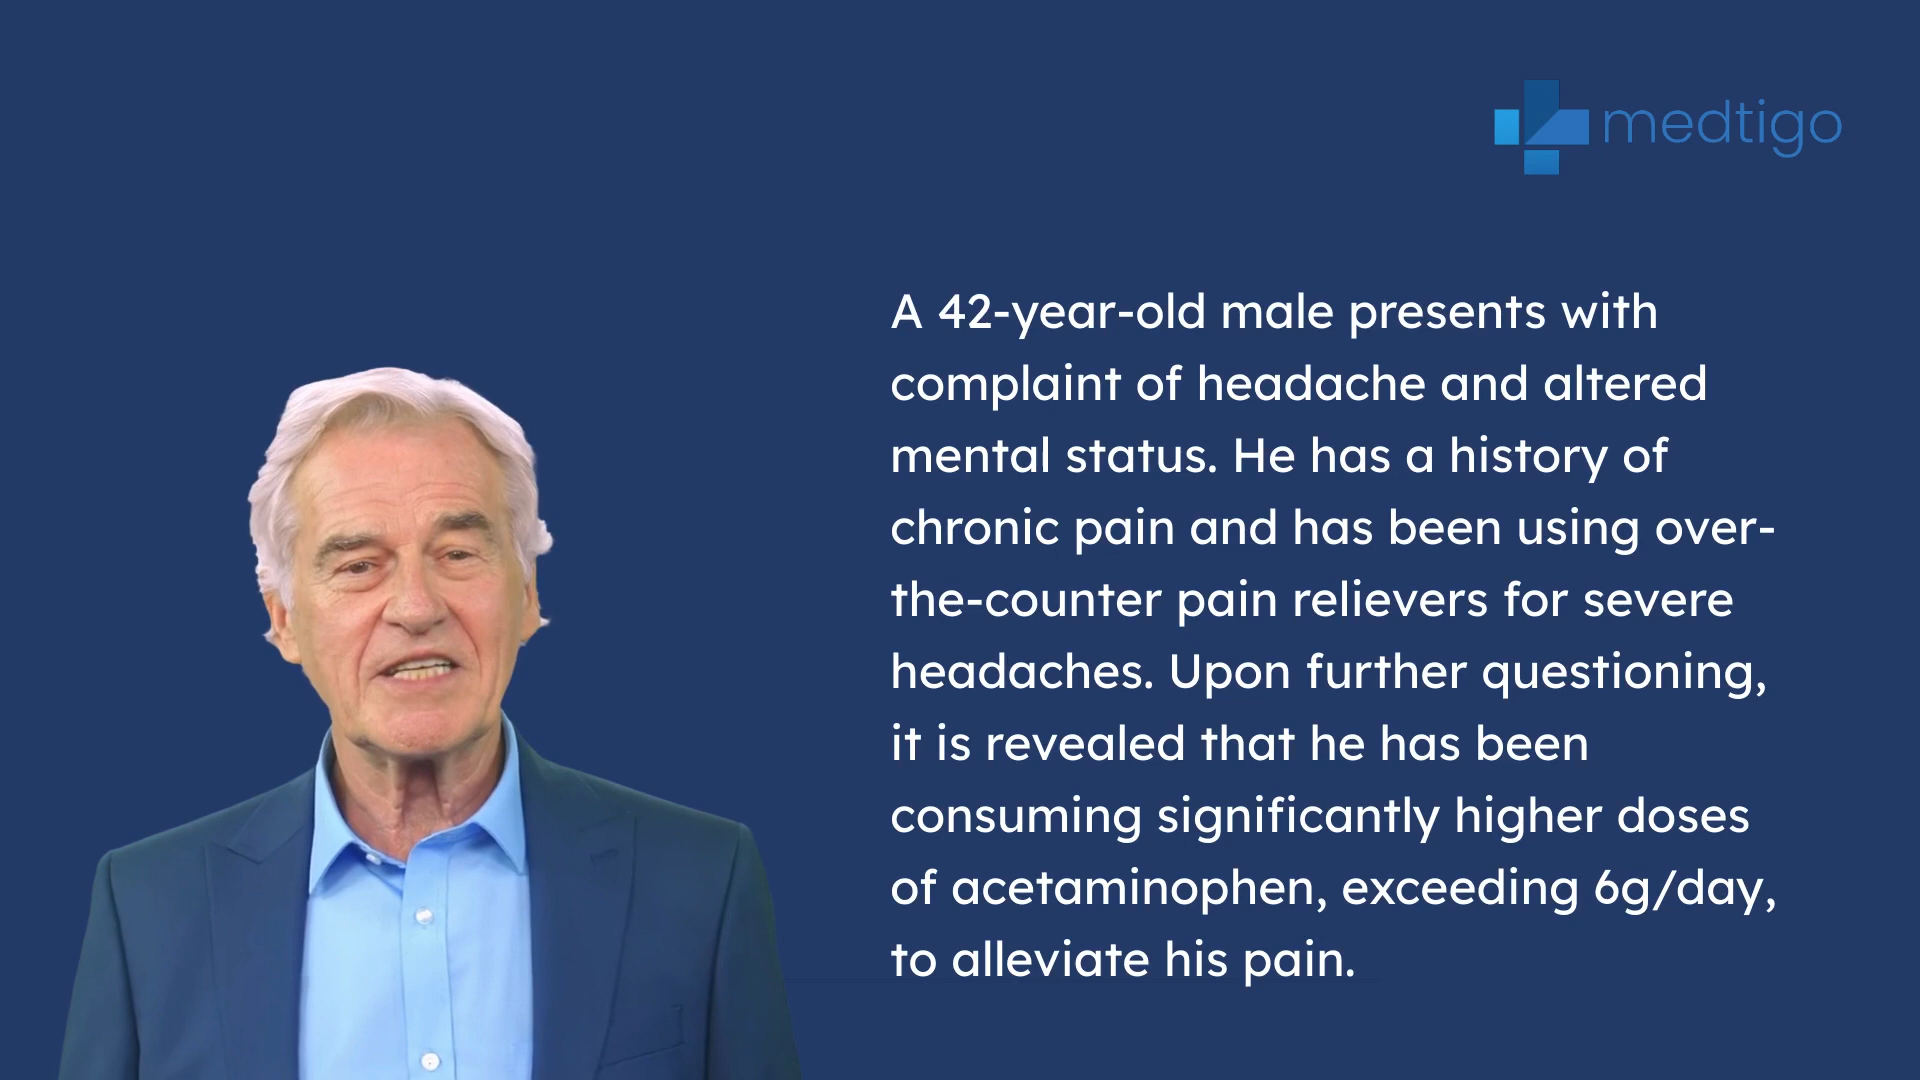 medtigo
A 42-year-old male presents with
complaint of headache and altered
mental status. He has a history of
chronic pain and has been using over-
the-counter pain relievers for severe
headaches. Upon further questioning,
it is revealed that he has been
consuming significantly higher doses
of acetaminophen, exceeding 6g/day,
to alleviate his pain.